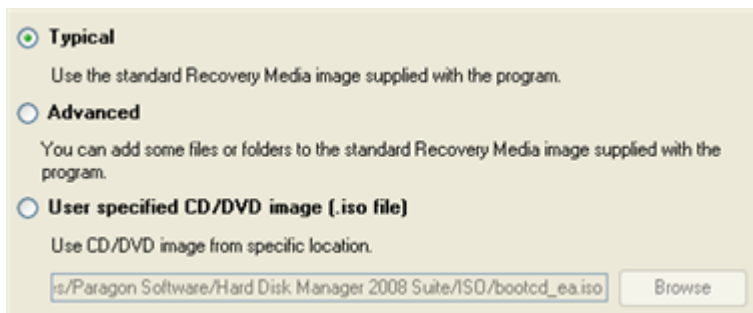 Typical
Use the standard Recovery Media image supplied with the program.
Advanced
You can add some files or folders to the standard Recovery Media image supplied with the
program.
User specified CD/DVD image (.iso file)
Use CD/DVD image from specific location.
s/Paragon Software/Hard Disk Manager 2008 Suite/ISO/bootcd_ea.iso
Browse